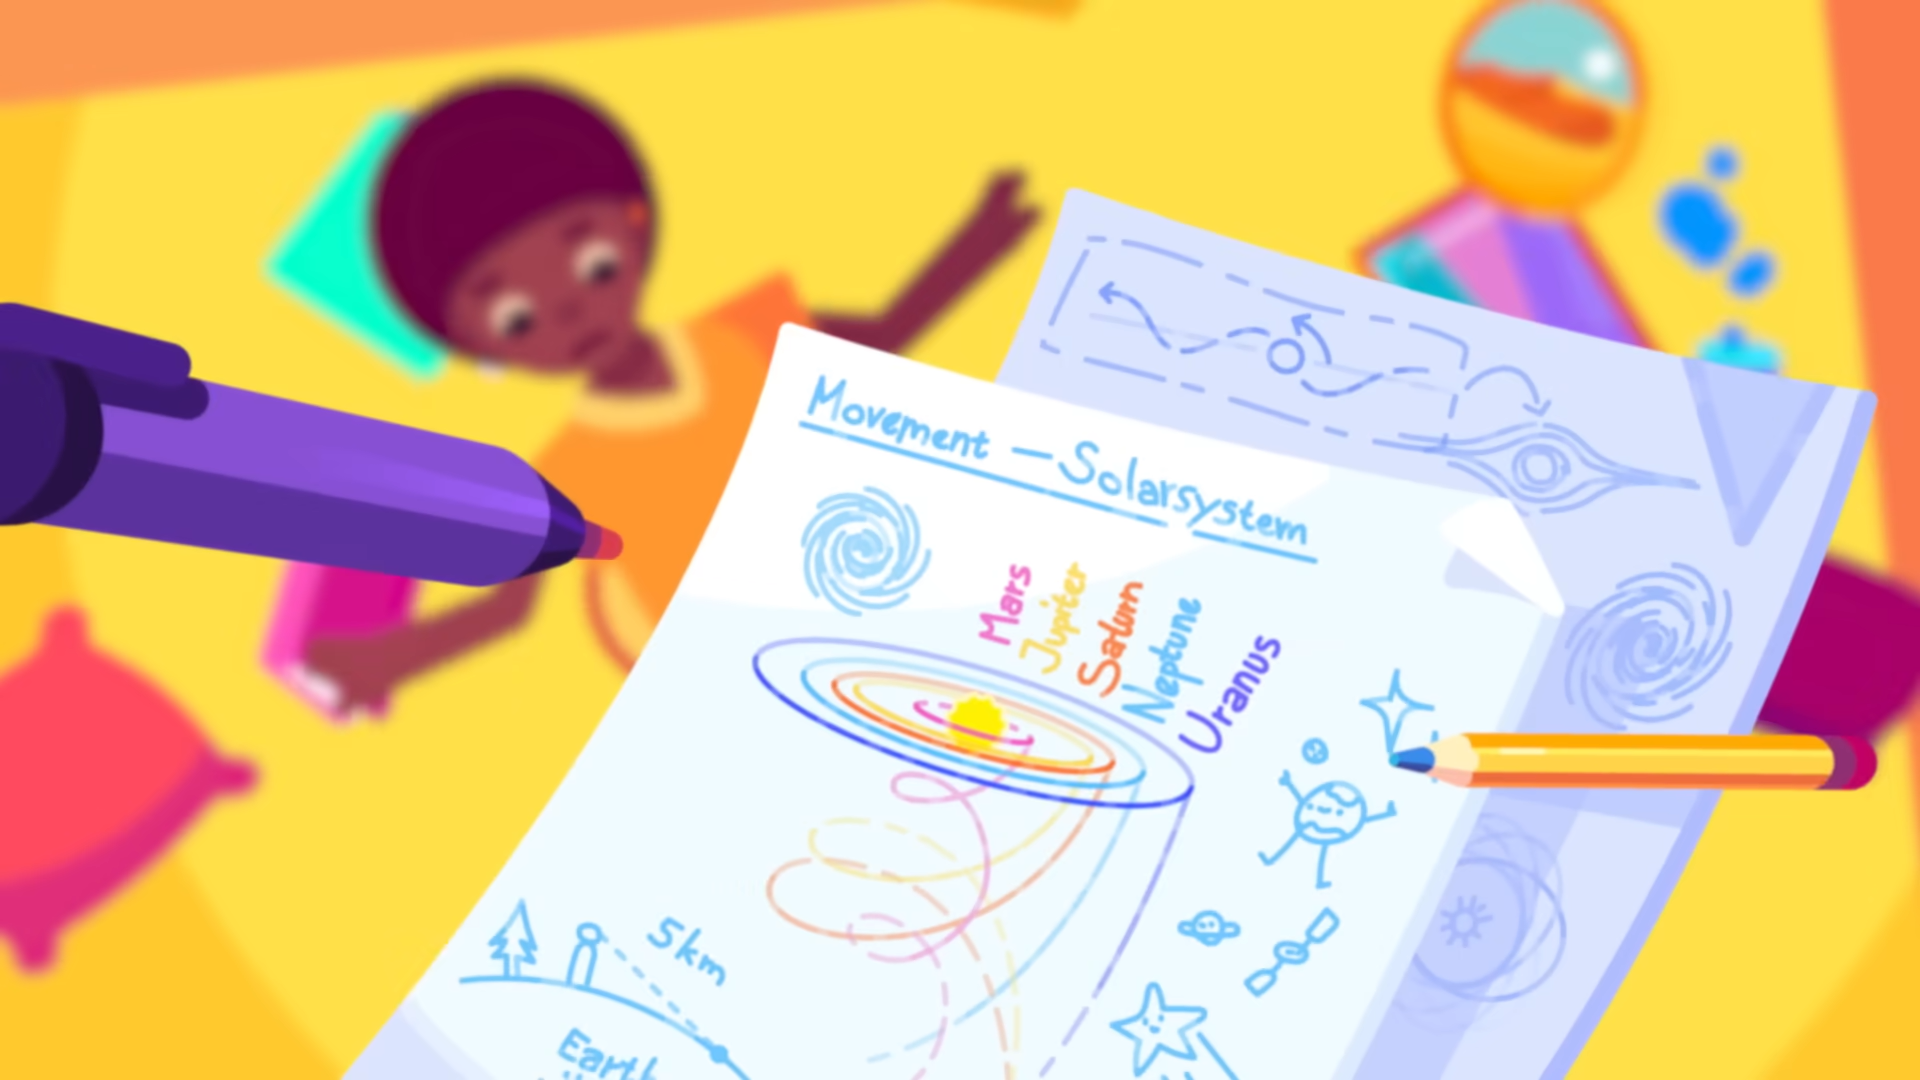 Movement — Solarsystem
Mars
Jupiter
Saturn
Neptune
Uranus
5km
Earth